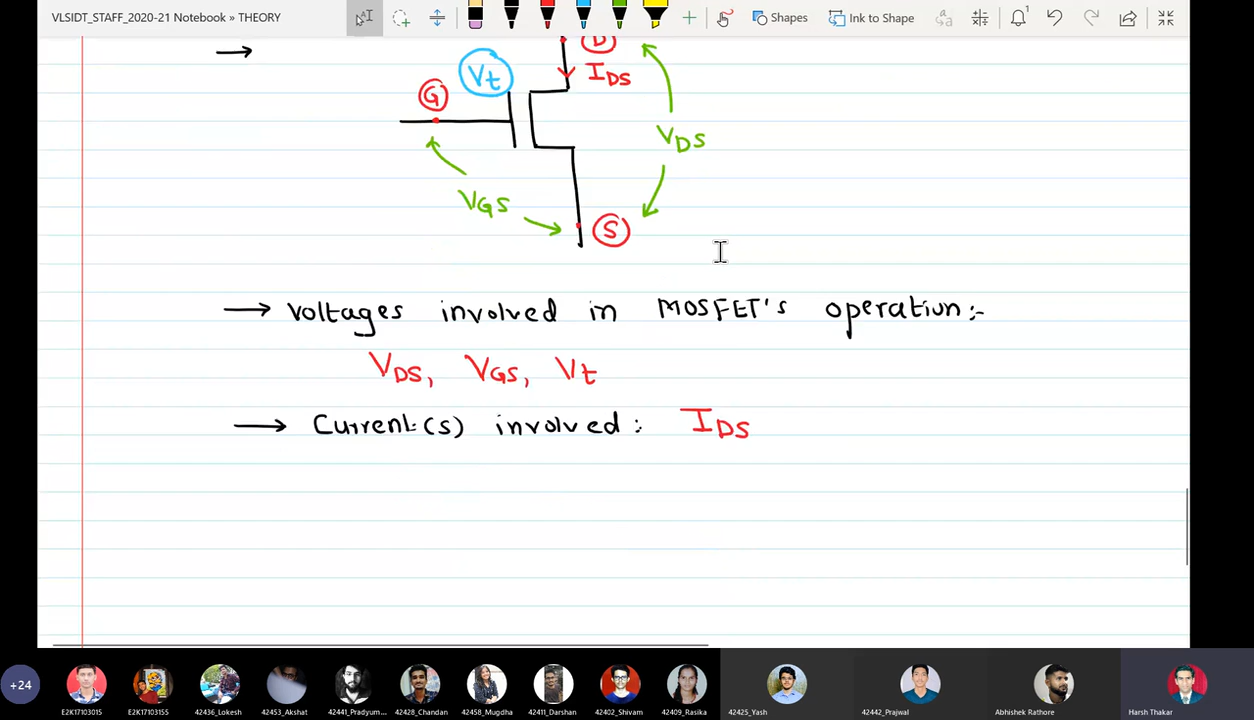 VLSIDT_STAFF_2020-21 Notebook » THEORY
Shapes
Ink to Shape
D
Vt
IDS
G
VDS
VGS
S
→ Voltages involved in MOSFET's operation:-
VDS, VGS, Vt
→ Current(s) involved: IDS
+24
E2K17103015
E2K17103155
42436_Lokesh
42453_Akshat
42441_Pradyum...
42428_Chandan
42458_Mugdha
42411_Darshan
42402_Shivam
42409_Rasika
42425_Yash
42442_Prajwal
Abhishek Rathore
Harsh Thakar